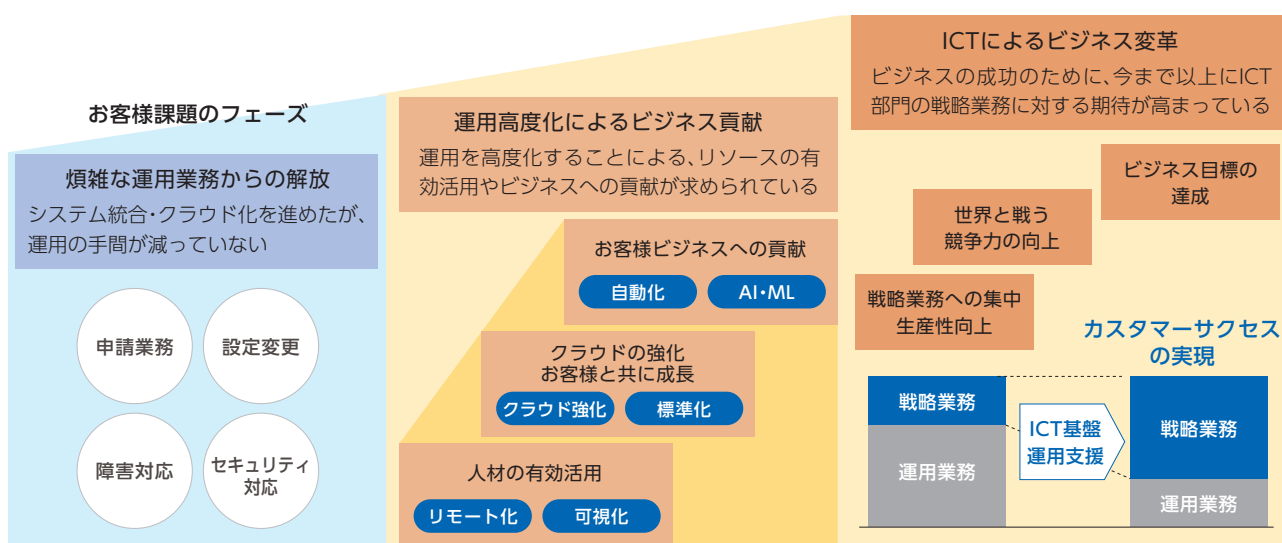 お客様課題のフェーズ
煩雑な運用業務からの解放
システム統合・クラウド化を進めたが、
運用の手間が減っていない
申請業務
設定変更
障害対応
セキュリティ
対応
運用高度化によるビジネス貢献
運用を高度化することによる、リソースの有
効活用やビジネスへの貢献が求められている
お客様ビジネスへの貢献
自動化
AI・ML
クラウドの強化
お客様と共に成長
クラウド強化
標準化
人材の有効活用
リモート化
可視化
ICTによるビジネス変革
ビジネスの成功のために、今まで以上にICT
部門の戦略業務に対する期待が高まっている
ビジネス目標の
達成
世界と戦う
競争力の向上
戦略業務への集中
生産性向上
カスタマーサクセス
の実現
戦略業務
運用業務
ICT基盤
運用支援
戦略業務
運用業務